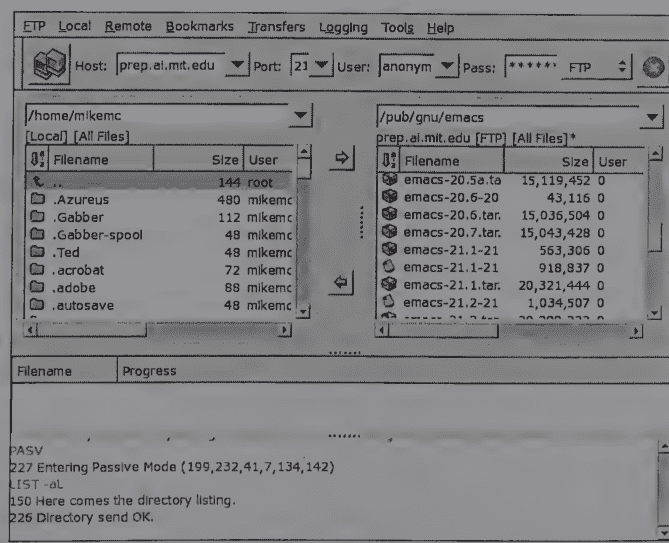 FTP Local Remote Bookmarks Transfers Logging Tools Help
Host: prep.ai.mit.edu Port: 21 User: anonym Pass: ***** FTP
/home/mikemc
[Local] [All Files]
Filename Size User
.. 144 root
.Azureus 480 mikemc
.Gabber 112 mikemc
.Gabber-spool 48 mikemc
.Ted 48 mikemc
.acrobat 72 mikemc
.adobe 88 mikemc
.autosave 48 mikemc
/pub/gnu/emacs
prep.ai.mit.edu [FTP] [All Files]*
Filename Size User
emacs-20.5a.ta 15,119,452 0
emacs-20.6-20 43,116 0
emacs-20.6.tar. 15,036,504 0
emacs-20.7.tar. 15,043,428 0
emacs-21.1-21 563,306 0
emacs-21.1-21 918,837 0
emacs-21.1.tar. 20,321,444 0
emacs-21.2-21 1,034,507 0
Filename Progress
PASV
227 Entering Passive Mode (199,232,41,7,134,142)
LIST -aL
150 Here comes the directory listing.
226 Directory send OK.